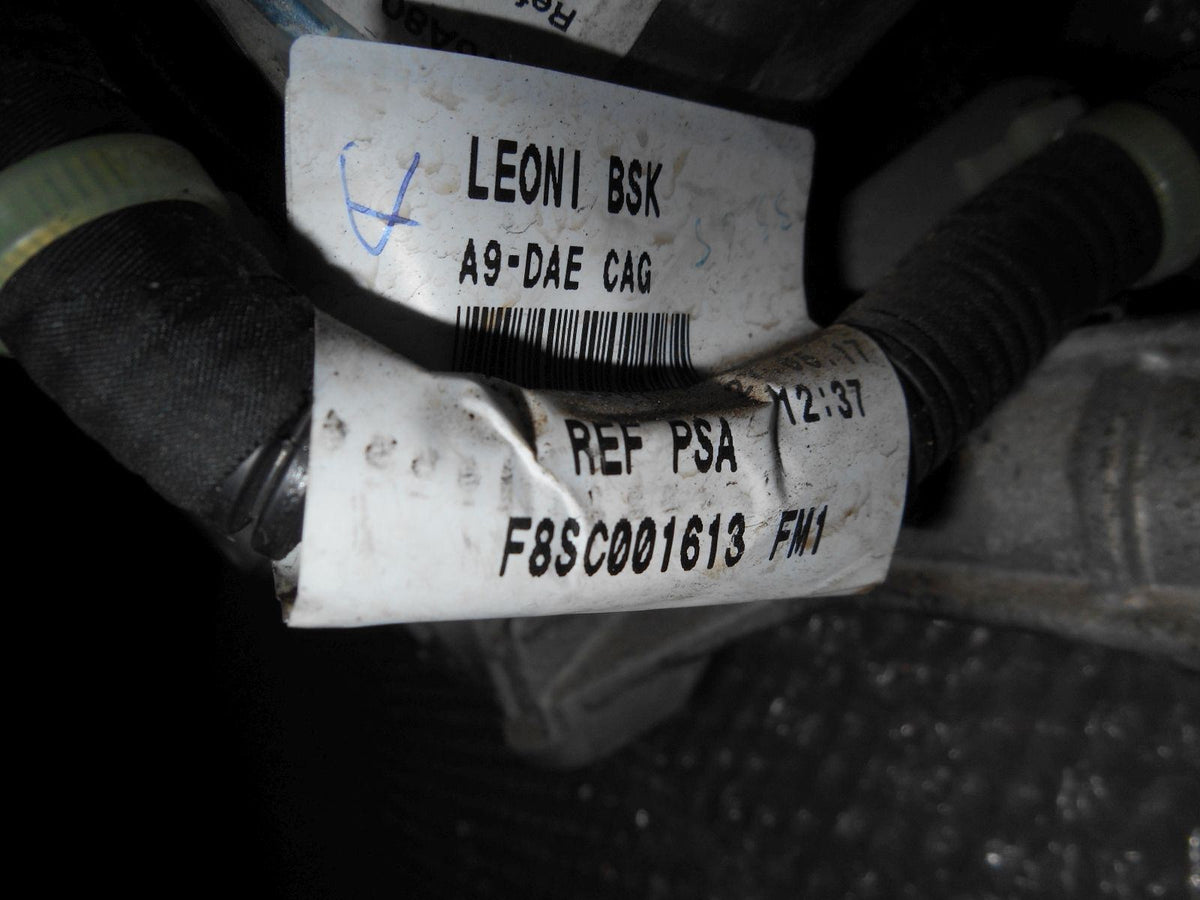 LEONI BSK
A9-DAE CAG
12:37
REF PSA
F8SC001613 FM1